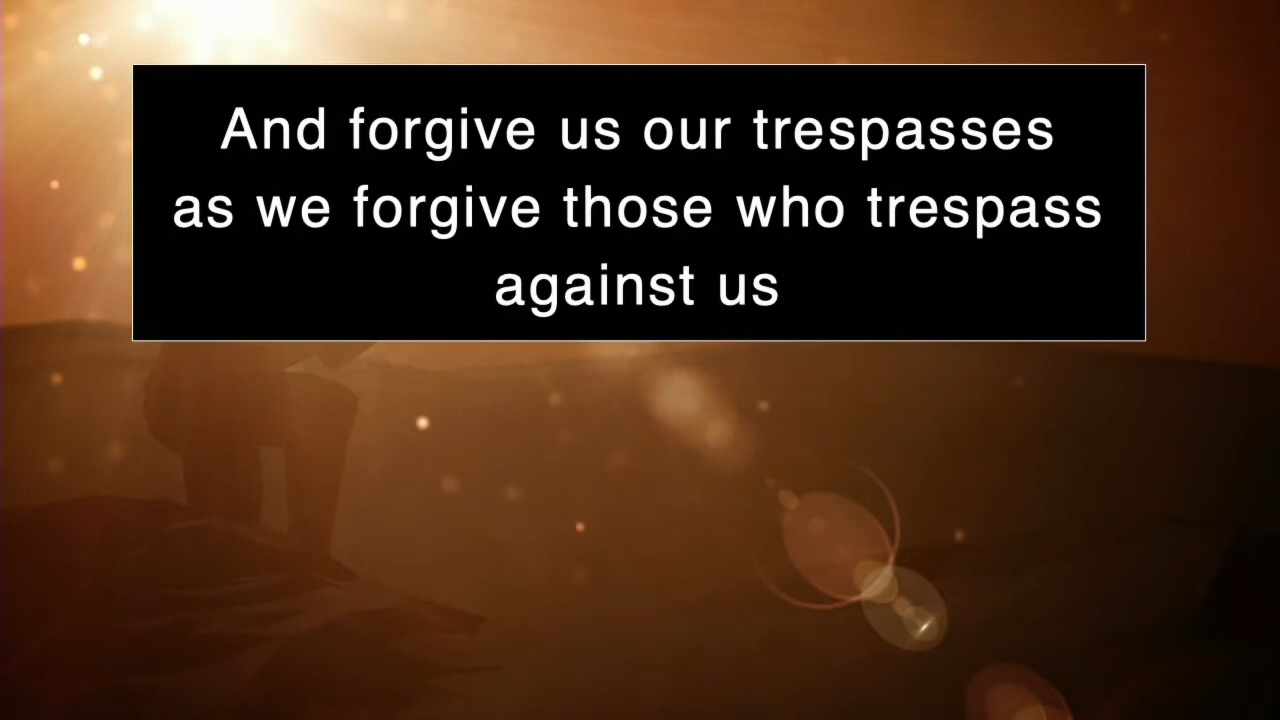 And forgive us our trespasses
as we forgive those who trespass
against us